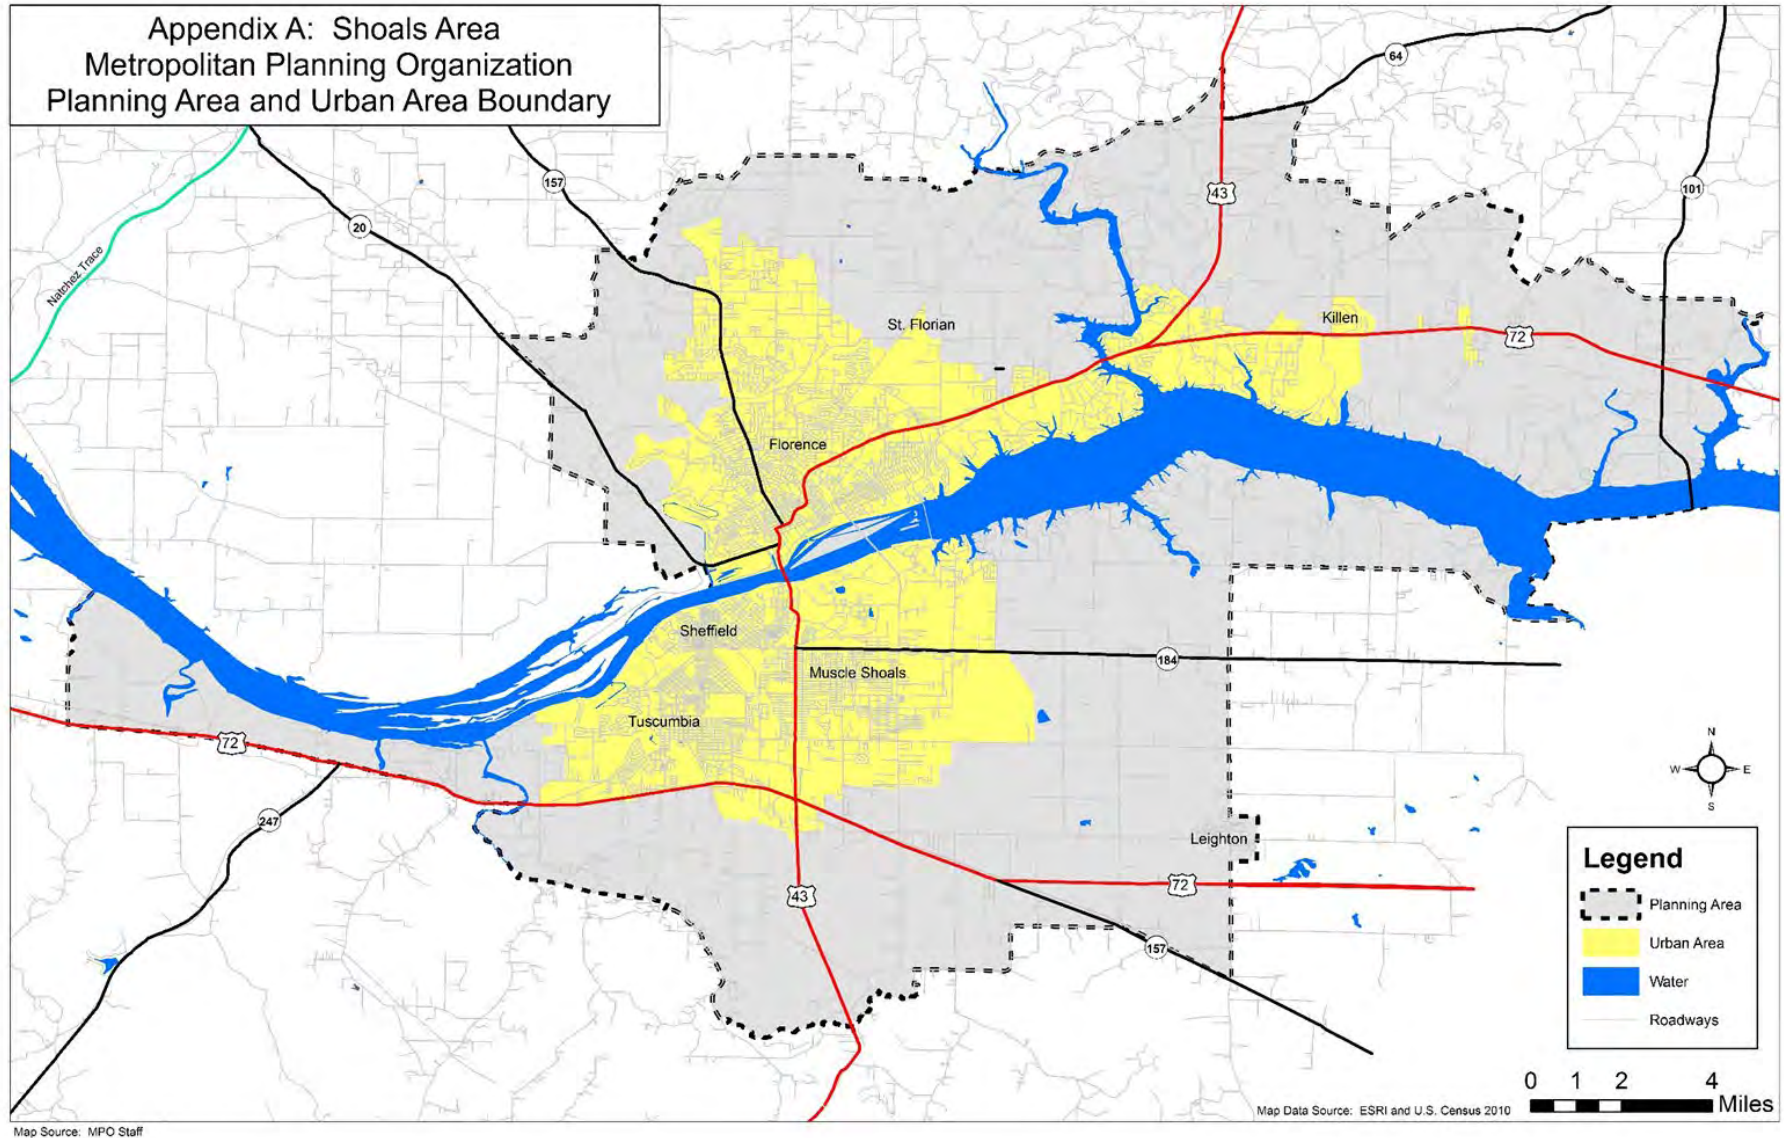 Appendix A: Shoals Area
Metropolitan Planning Organization
Planning Area and Urban Area Boundary
64
157
43
101
20
Natchez Trace
St. Florian
Killen
72
Florence
Sheffield
184
Muscle Shoals
Tuscumbia
72
N
W E
S
247
Leighton
72
43
157
Legend
Planning Area
Urban Area
Water
Roadways
0 1 2 4
Miles
Map Data Source: ESRI and U.S. Census 2010
Map Source: MPO Staff